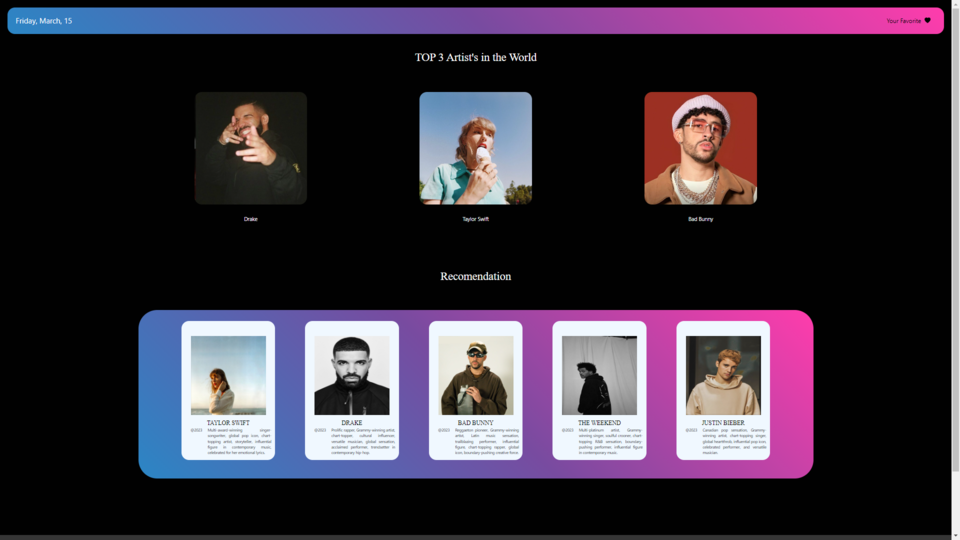 Friday, March, 15
Your Favorite
TOP 3 Artist's in the World
Drake
Taylor Swift
Bad Bunny
Recomendation
TAYLOR SWIFT
@2023
Multi-award winning singer-
songwriter, global pop icon, chart-
topping artist, storyteller, influential
figure in contemporary music,
celebrated for her emotional lyrics.
DRAKE
@2023
Prolific rapper, Grammy-winning artist,
chart-topper, cultural influencer,
versatile musician, global sensation,
acclaimed performer, trendsetter in
contemporary hip-hop.
BAD BUNNY
@2023
Reggaeton pioneer, Grammy-winning
artist, Latin music sensation,
trailblazing performer, influential
figure, chart-topping rapper, global
icon, boundary-pushing creative force.
THE WEEKEND
@2023
Multi-platinum artist, Grammy-
winning singer, soulful crooner, chart-
topping R&B sensation, boundary-
pushing performer, influential figure
in contemporary music.
JUSTIN BIEBER
@2023
Canadian pop sensation, Grammy-
winning artist, chart-topping singer,
global heartthrob, influential pop icon,
celebrated performer, and versatile
musician.